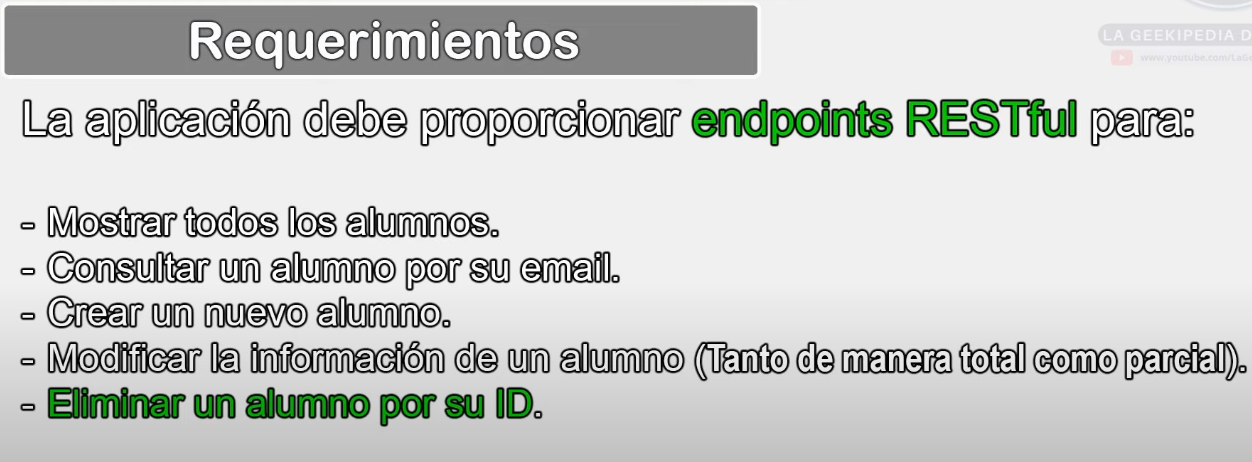 Requerimientos
LA GEEKIPEDIA D
www.youtube.com/LaGe
La aplicación debe proporcionar endpoints RESTful para:
- Mostrar todos los alumnos.
- Consultar un alumno por su email.
- Crear un nuevo alumno.
- Modificar la información de un alumno (Tanto de manera total como parcial).
- Eliminar un alumno por su ID.